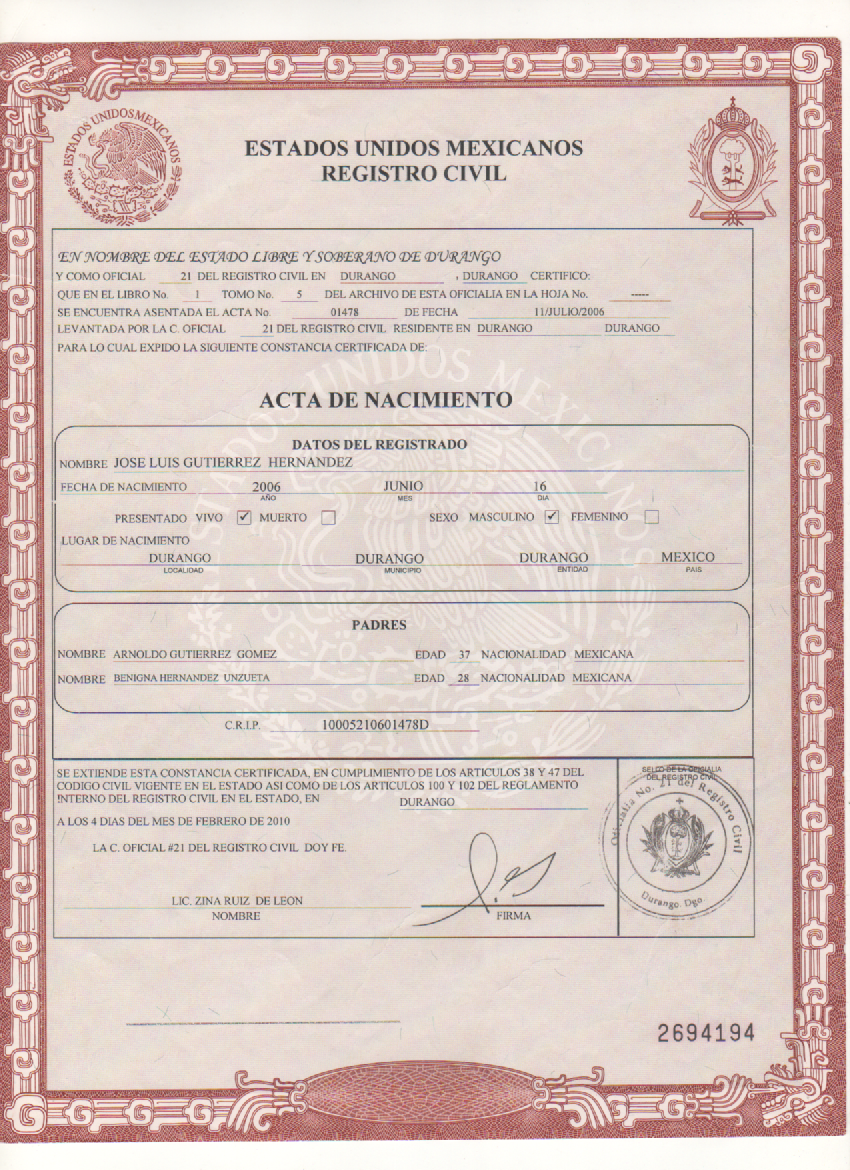 ESTADOS UNIDOS MEXICANOS
ESTADOS UNIDOS MEXICANOS
REGISTRO CIVIL
EN NOMBRE DEL ESTADO LIBRE Y SOBERANO DE DURANGO
Y COMO OFICIAL 21 DEL REGISTRO CIVIL EN DURANGO , DURANGO CERTIFICO:
QUE EN EL LIBRO No. 1 TOMO No. 5 DEL ARCHIVO DE ESTA OFICIALIA EN LA HOJA No. -----
SE ENCUENTRA ASENTADA EL ACTA No. 01478 DE FECHA 11/JULIO/2006
LEVANTADA POR LA C. OFICIAL 21 DEL REGISTRO CIVIL RESIDENTE EN DURANGO DURANGO
PARA LO CUAL EXPIDO LA SIGUIENTE CONSTANCIA CERTIFICADA DE:
ESTADOS UNIDOS MEXICANOS
ACTA DE NACIMIENTO
DATOS DEL REGISTRADO
NOMBRE JOSE LUIS GUTIERREZ HERNANDEZ
FECHA DE NACIMIENTO 2006 JUNIO 16
AÑO MES DIA
PRESENTADO VIVO ✓ MUERTO SEXO MASCULINO ✓ FEMENINO
LUGAR DE NACIMIENTO
DURANGO DURANGO DURANGO MEXICO
LOCALIDAD MUNICIPIO ENTIDAD PAIS
PADRES
NOMBRE ARNOLDO GUTIERREZ GOMEZ EDAD 37 NACIONALIDAD MEXICANA
NOMBRE BENIGNA HERNANDEZ UNZUETA EDAD 28 NACIONALIDAD MEXICANA
C.R.I.P. 10005210601478D
SE EXTIENDE ESTA CONSTANCIA CERTIFICADA, EN CUMPLIMIENTO DE LOS ARTICULOS 38 Y 47 DEL
CODIGO CIVIL VIGENTE EN EL ESTADO ASI COMO DE LOS ARTICULOS 100 Y 102 DEL REGLAMENTO
INTERNO DEL REGISTRO CIVIL EN EL ESTADO, EN DURANGO
A LOS 4 DIAS DEL MES DE FEBRERO DE 2010
LA C. OFICIAL #21 DEL REGISTRO CIVIL DOY FE.
LIC. ZINA RUIZ DE LEON
NOMBRE FIRMA
SELLO DE LA OFICIALIA
DEL REGISTRO CIVIL
Oficialia No. 21 del Registro Civil
Durango, Dgo.
2694194